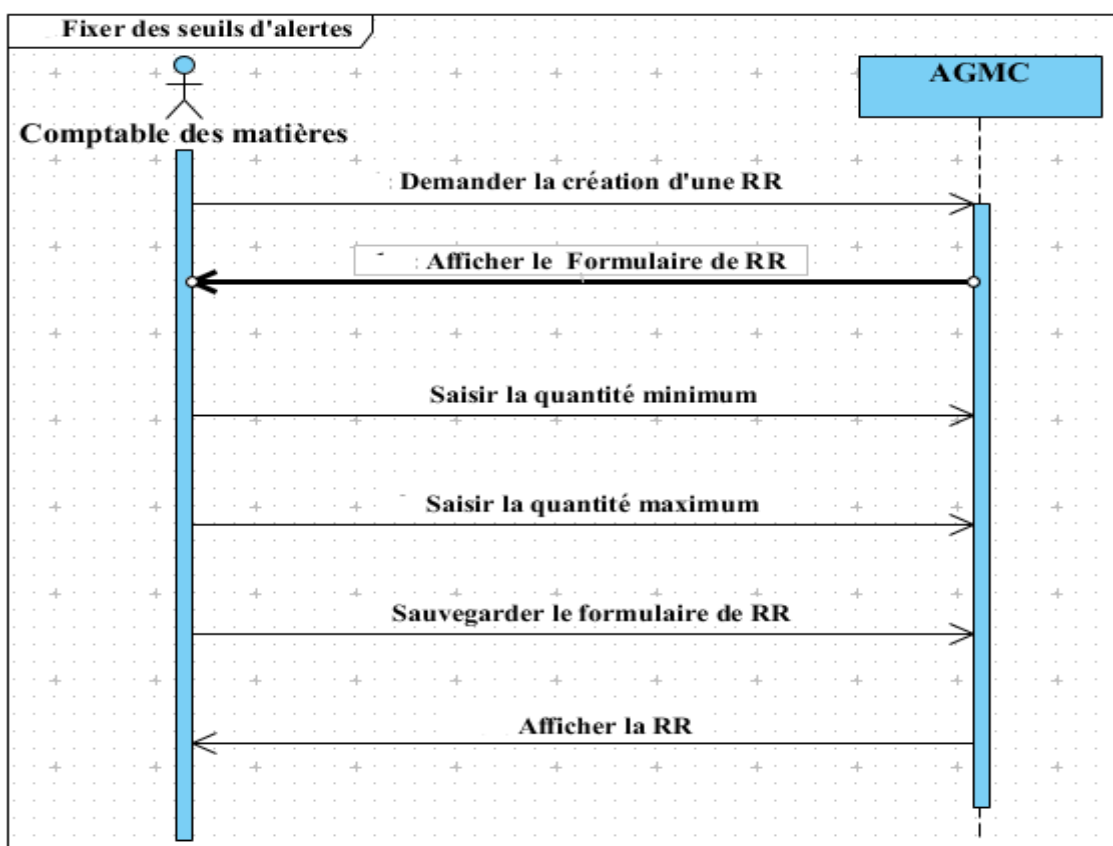 Fixer des seuils d'alertes
AGMC
Comptable des matières
: Demander la création d'une RR
: Afficher le Formulaire de RR
Saisir la quantité minimum
Saisir la quantité maximum
Sauvegarder le formulaire de RR
Afficher la RR